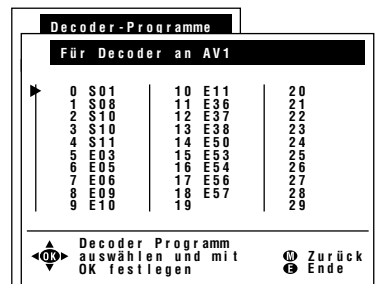 Decoder-Programme
Für Decoder an AV1
0 S01 10 E11 20
1 S08 11 E36 21
2 S10 12 E37 22
3 S10 13 E38 23
4 S11 14 E50 24
5 E03 15 E53 25
6 E05 16 E54 26
7 E06 17 E56 27
8 E09 18 E57 28
9 E10 19 29
Decoder Programm
OK auswählen und mit M Zurück
OK festlegen E Ende